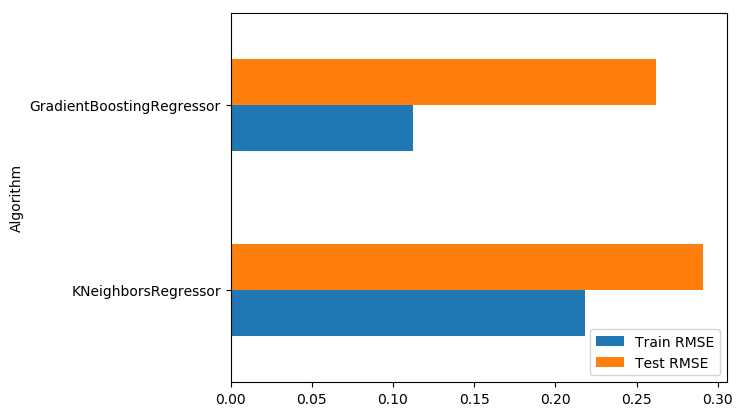 Algorithm
GradientBoostingRegressor
KNeighborsRegressor
Train RMSE
Test RMSE
0.00 0.05 0.10 0.15 0.20 0.25 0.30